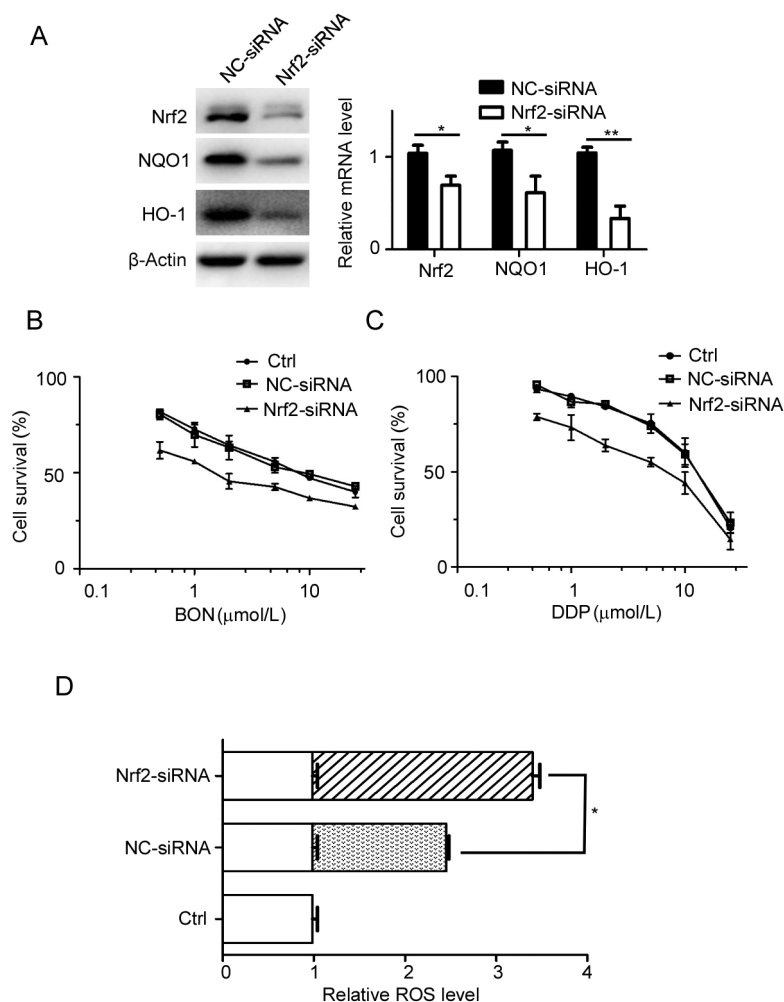 A
NC-siRNA
Nrf2-siRNA
Nrf2
NQO1
HO-1
β-Actin
NC-siRNA
Nrf2-siRNA
Relative mRNA level
1
0
*
*
**
Nrf2
NQO1
HO-1
B
Ctrl
NC-siRNA
Nrf2-siRNA
Cell survival (%)
100
50
0
0.1
1
10
BON(μmol/L)
C
Ctrl
NC-siRNA
Nrf2-siRNA
Cell survival (%)
100
50
0
0.1
1
10
DDP(μmol/L)
D
Nrf2-siRNA
NC-siRNA
Ctrl
*
0
1
2
3
4
Relative ROS level